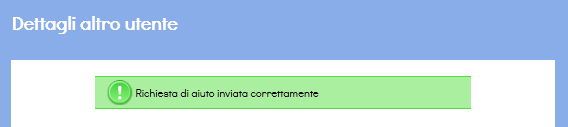 Dettagli altro utente
Richiesta di aiuto inviata correttamente